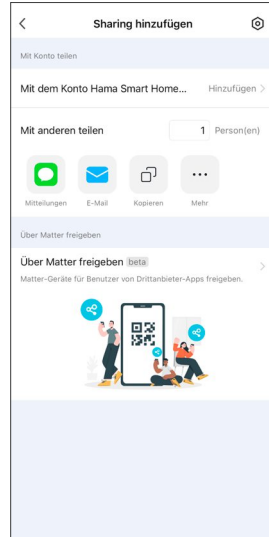 Sharing hinzufügen
Mit Konto teilen
Mit dem Konto Hama Smart Home... Hinzufügen
Mit anderen teilen 1 Person(en)
Mitteilungen E-Mail Kopieren Mehr
Über Matter freigeben
Über Matter freigeben beta
Matter-Geräte für Benutzer von Drittanbieter-Apps freigeben.